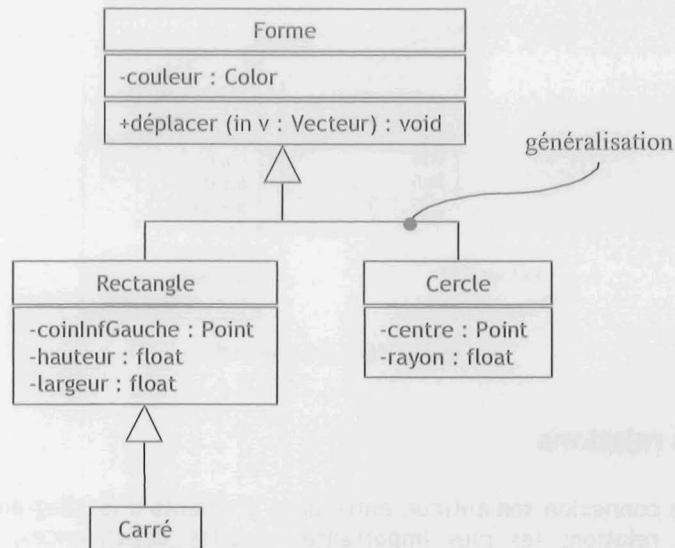 Forme
-couleur : Color
+déplacer (in v : Vecteur) : void
généralisation
Rectangle
-coinInfGauche : Point
-hauteur : float
-largeur : float
Cercle
-centre : Point
-rayon : float
Carré